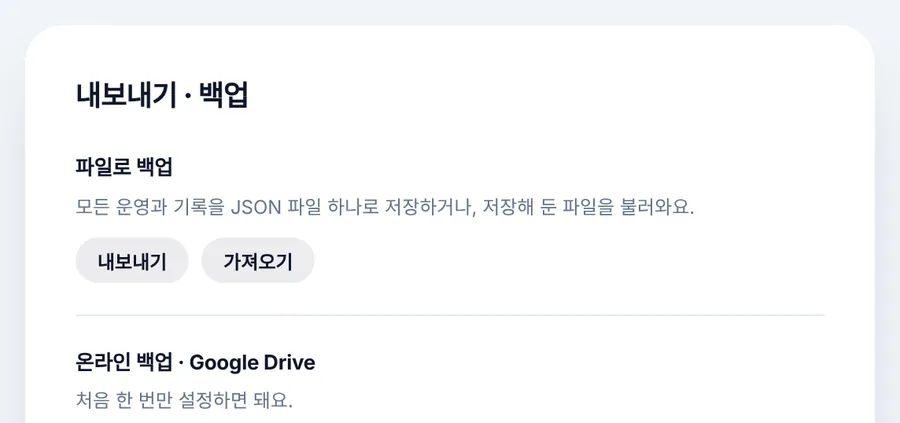 내보내기 · 백업
파일로 백업
모든 운영과 기록을 JSON 파일 하나로 저장하거나, 저장해 둔 파일을 불러와요.
내보내기 가져오기
온라인 백업 · Google Drive
처음 한 번만 설정하면 돼요.